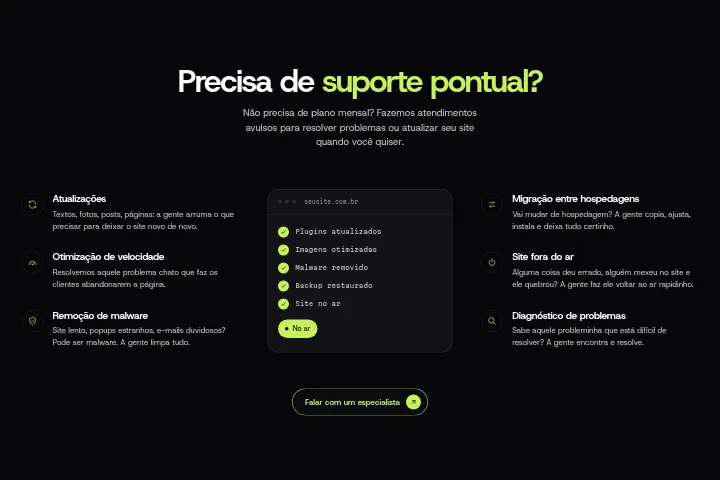 Precisa de suporte pontual?
Não precisa de plano mensal? Fazemos atendimentos
avulsos para resolver problemas ou atualizar seu site
quando você quiser.
Atualizações
Textos, fotos, posts, páginas: a gente arruma o que
precisar para deixar o site novo de novo.
Otimização de velocidade
Resolvemos aquele problema chato que faz os
clientes abandonarem a página.
Remoção de malware
Site lento, popups estranhos, e-mails duvidosos?
Pode ser malware. A gente limpa tudo.
seusite.com.br
Plugins atualizados
Imagens otimizadas
Malware removido
Backup restaurado
Site no ar
No ar
Migração entre hospedagens
Vai mudar de hospedagem? A gente copia, ajusta,
instala e deixa tudo certinho.
Site fora do ar
Alguma coisa deu errado, alguém mexeu no site e
ele quebrou? A gente faz ele voltar ao ar rapidinho.
Diagnóstico de problemas
Sabe aquele probleminha que está difícil de
resolver? A gente encontra e resolve.
Falar com um especialista